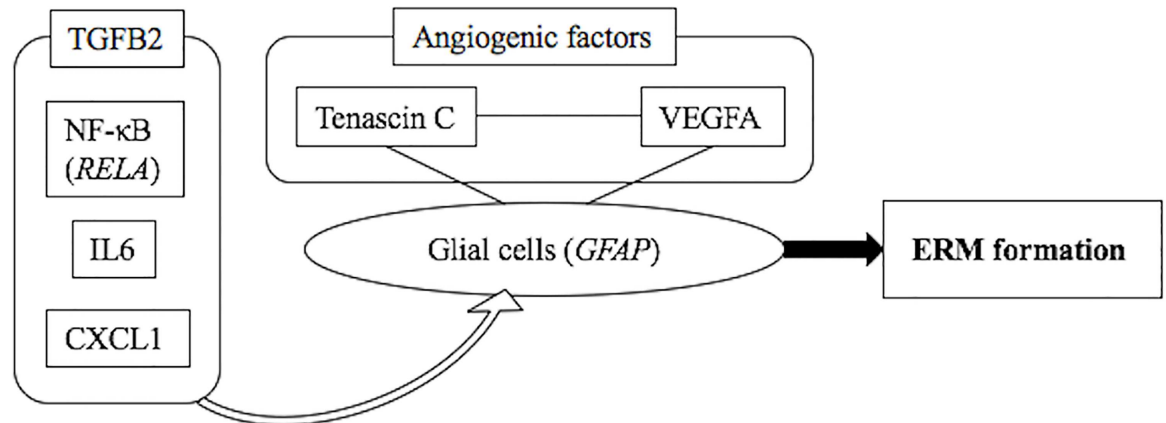 TGFB2
NF-κB
(RELA)
IL6
CXCL1
Angiogenic factors
Tenascin C
VEGFA
Glial cells (GFAP)
ERM formation